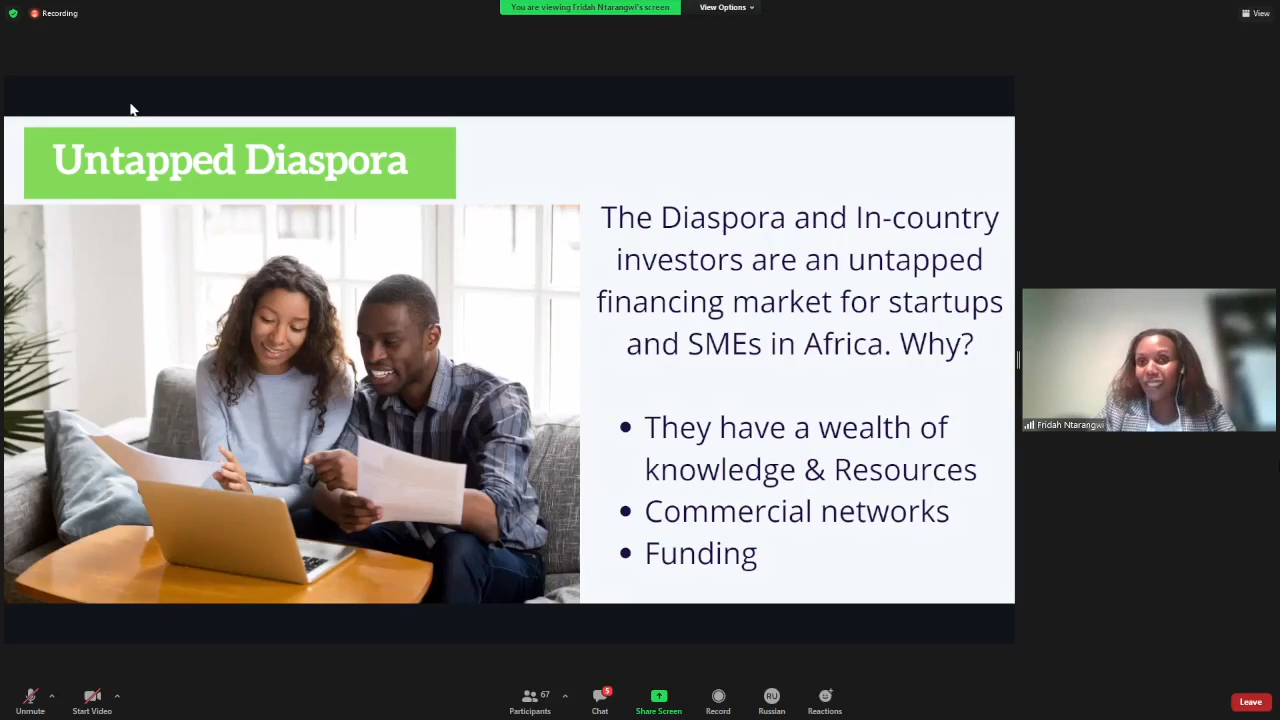 Recording
You are viewing Fridah Ntarangwi's screen
View Options
View
Untapped Diaspora
The Diaspora and In-country
investors are an untapped
financing market for startups
and SMEs in Africa. Why?
• They have a wealth of
knowledge & Resources
• Commercial networks
• Funding
Fridah Ntarangwi
Unmute
Start Video
67
Participants
5
Chat
Share Screen
Record
RU
Russian
Reactions
Leave